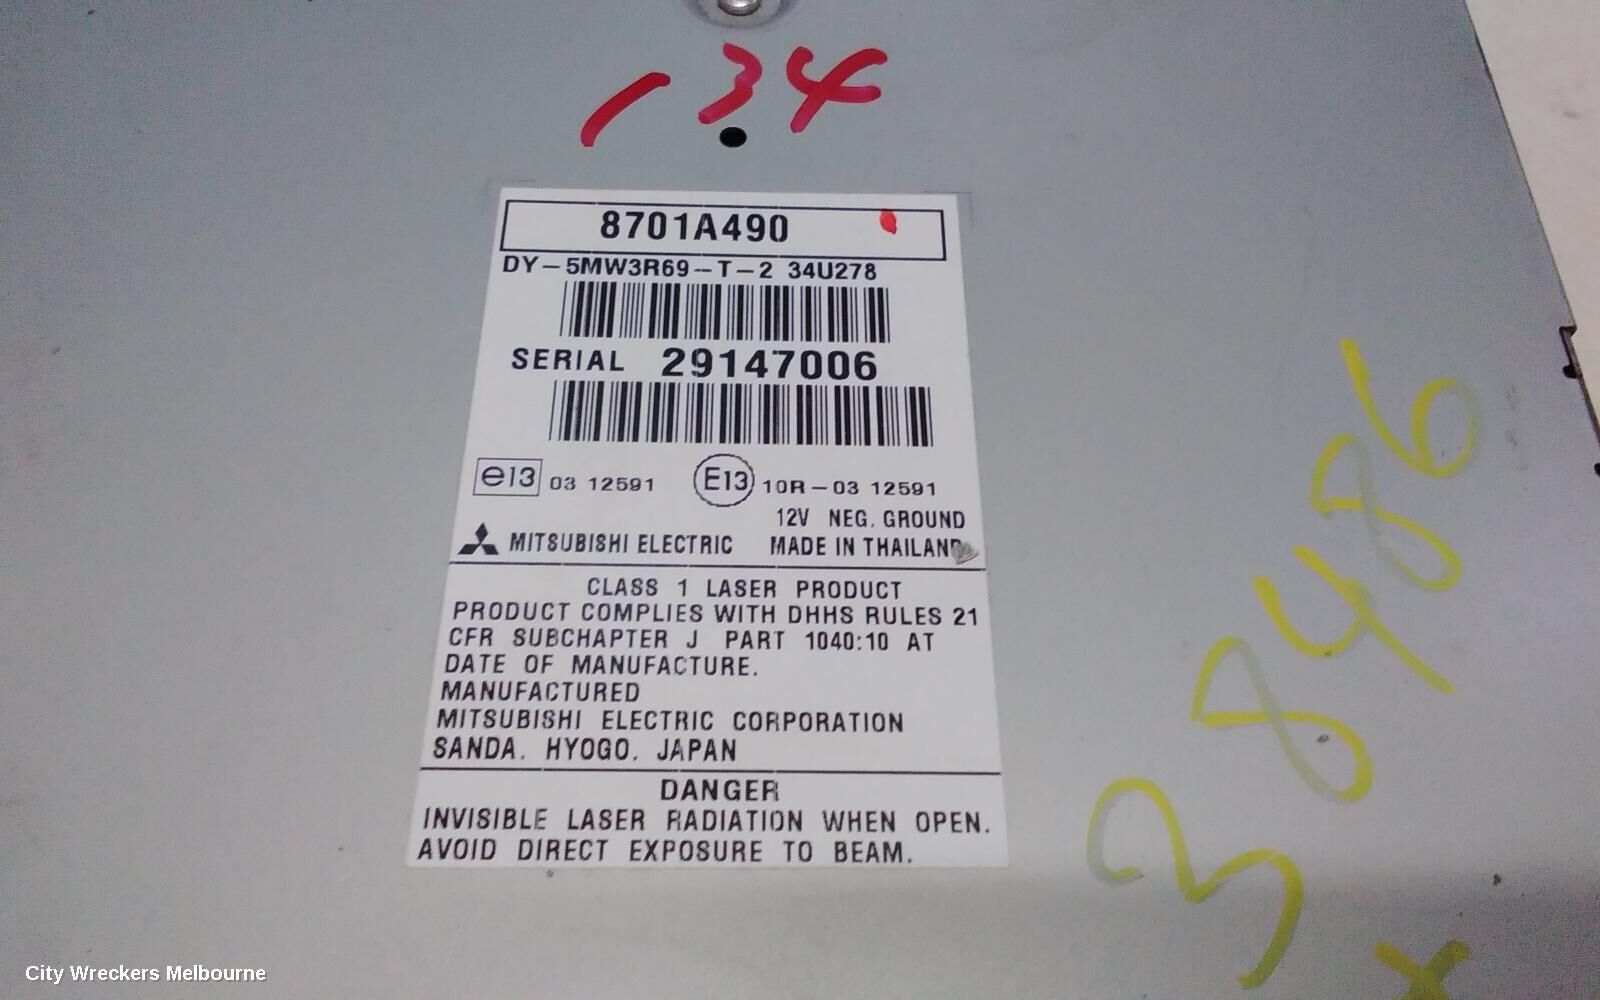 134
8701A490
DY-5MW3R69-T-2 34U278
SERIAL 29147006
e13 03 12591 E13 10R-03 12591
12V NEG. GROUND
MITSUBISHI ELECTRIC MADE IN THAILAND
CLASS 1 LASER PRODUCT
PRODUCT COMPLIES WITH DHHS RULES 21
CFR SUBCHAPTER J PART 1040:10 AT
DATE OF MANUFACTURE.
MANUFACTURED
MITSUBISHI ELECTRIC CORPORATION
SANDA. HYOGO. JAPAN
DANGER
INVISIBLE LASER RADIATION WHEN OPEN.
AVOID DIRECT EXPOSURE TO BEAM.
38486
x
City Wreckers Melbourne